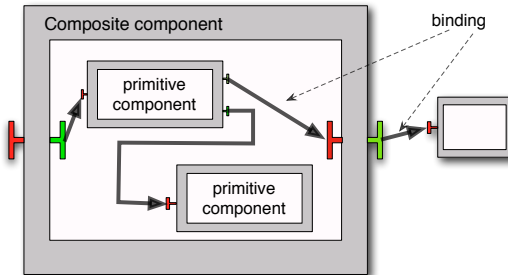 Composite component
binding
primitive
component
primitive
component